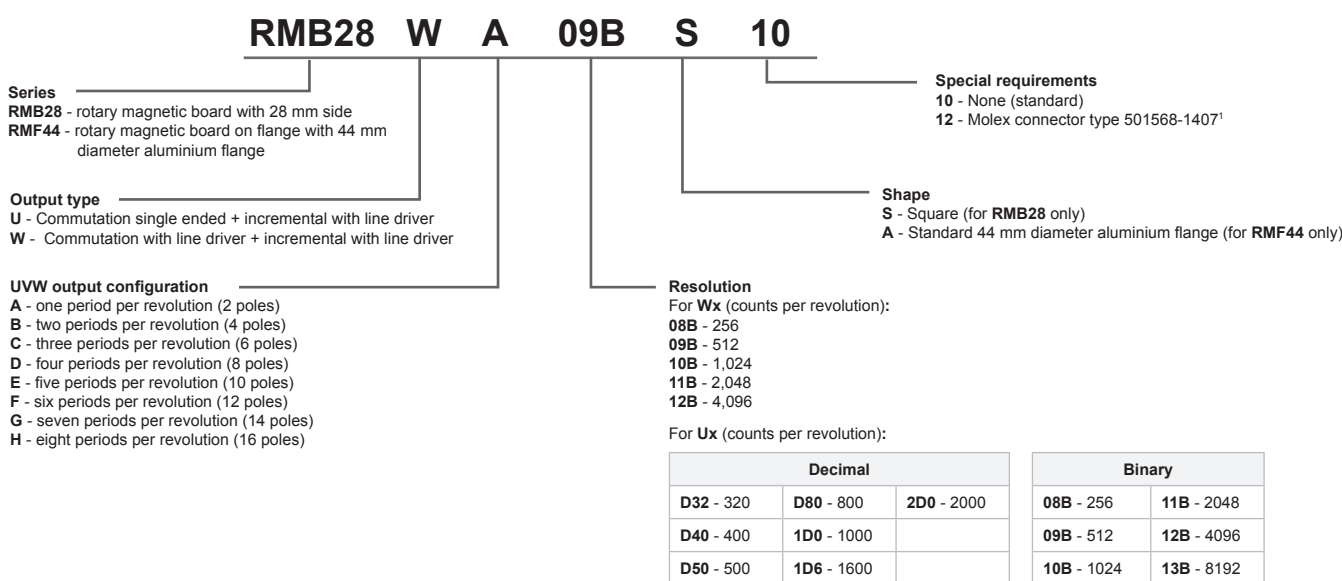 RMB28 W A 09B S 10
Series
RMB28 - rotary magnetic board with 28 mm side
RMF44 - rotary magnetic board on flange with 44 mm
diameter aluminium flange
Output type
U - Commutation single ended + incremental with line driver
W - Commutation with line driver + incremental with line driver
UVW output configuration
A - one period per revolution (2 poles)
B - two periods per revolution (4 poles)
C - three periods per revolution (6 poles)
D - four periods per revolution (8 poles)
E - five periods per revolution (10 poles)
F - six periods per revolution (12 poles)
G - seven periods per revolution (14 poles)
H - eight periods per revolution (16 poles)
Special requirements
10 - None (standard)
12 - Molex connector type 501568-1407¹
Shape
S - Square (for RMB28 only)
A - Standard 44 mm diameter aluminium flange (for RMF44 only)
Resolution
For Wx (counts per revolution):
08B - 256
09B - 512
10B - 1,024
11B - 2,048
12B - 4,096
For Ux (counts per revolution):
Decimal
D32 - 320 D80 - 800 2D0 - 2000
D40 - 400 1D0 - 1000
D50 - 500 1D6 - 1600
Binary
08B - 256 11B - 2048
09B - 512 12B - 4096
10B - 1024 13B - 8192